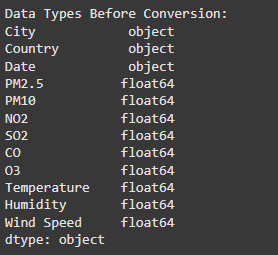 Data Types Before Conversion:
City object
Country object
Date object
PM2.5 float64
PM10 float64
NO2 float64
SO2 float64
CO float64
O3 float64
Temperature float64
Humidity float64
Wind Speed float64
dtype: object